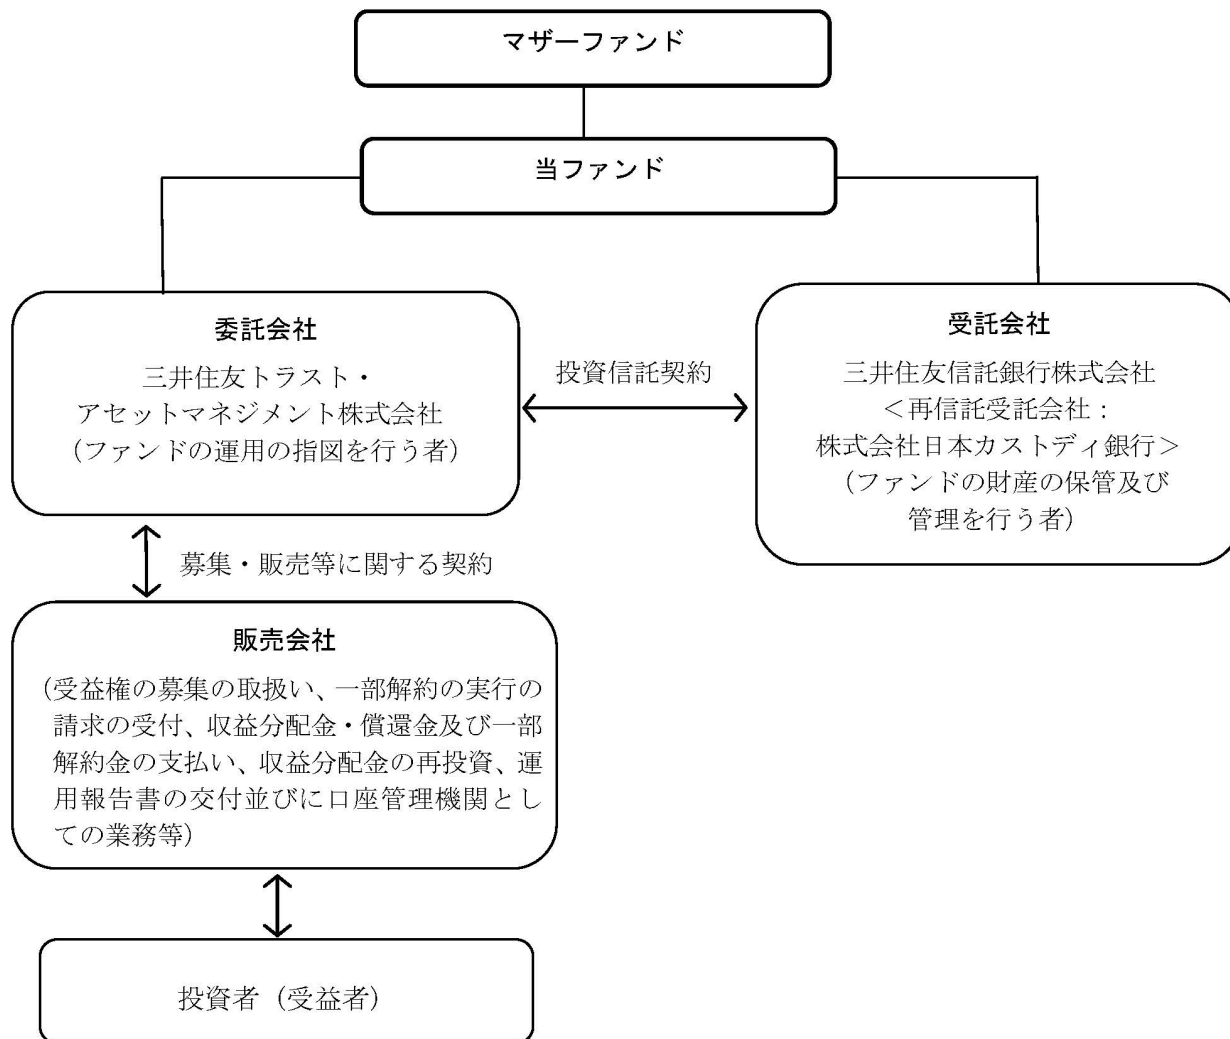 マザーファンド
当ファンド
委託会社
三井住友トラスト・
アセットマネジメント株式会社
（ファンドの運用の指図を行う者）
投資信託契約
受託会社
三井住友信託銀行株式会社
＜再信託受託会社：
株式会社日本カストディ銀行＞
（ファンドの財産の保管及び
管理を行う者）
募集・販売等に関する契約
販売会社
（受益権の募集の取扱い、一部解約の実行の
請求の受付、収益分配金・償還金及び一部
解約金の支払い、収益分配金の再投資、運
用報告書の交付並びに口座管理機関とし
ての業務等）
投資者（受益者）